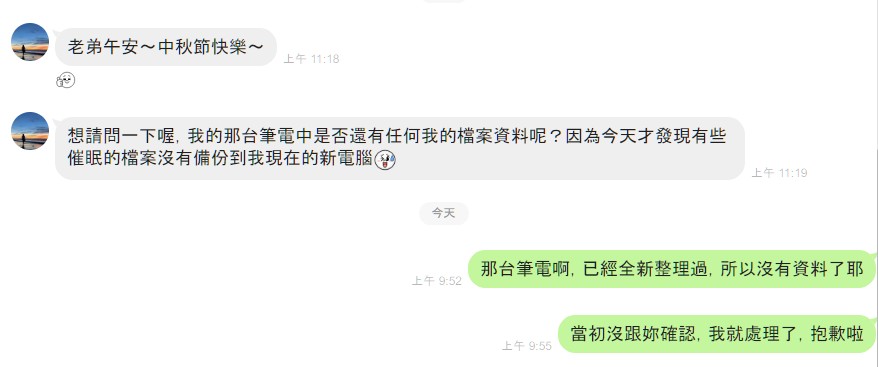 老弟午安～中秋節快樂～
上午 11:18
想請問一下喔, 我的那台筆電中是否還有任何我的檔案資料呢？因為今天才發現有些
催眠的檔案沒有備份到我現在的新電腦
上午 11:19
今天
那台筆電啊, 已經全新整理過, 所以沒有資料了耶
上午 9:52
當初沒跟妳確認, 我就處理了, 抱歉啦
上午 9:55